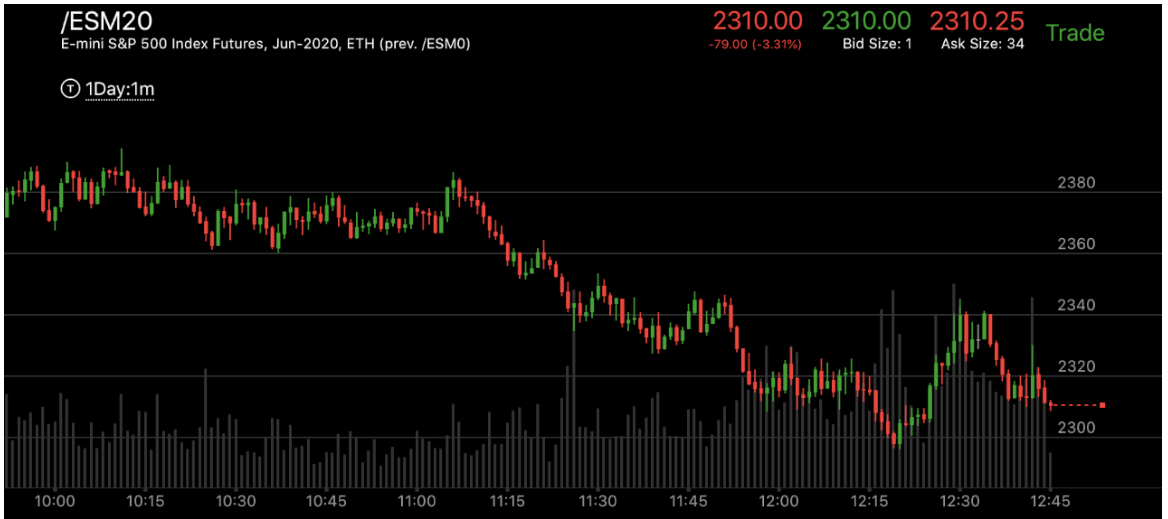 /ESM20 2310.00 2310.00 2310.25 Trade
E-mini S&P 500 Index Futures, Jun-2020, ETH (prev. /ESM0) -79.00 (-3.31%) Bid Size: 1 Ask Size: 34
T 1Day:1m
2380
2360
2340
2320
2300
10:00 10:15 10:30 10:45 11:00 11:15 11:30 11:45 12:00 12:15 12:30 12:45